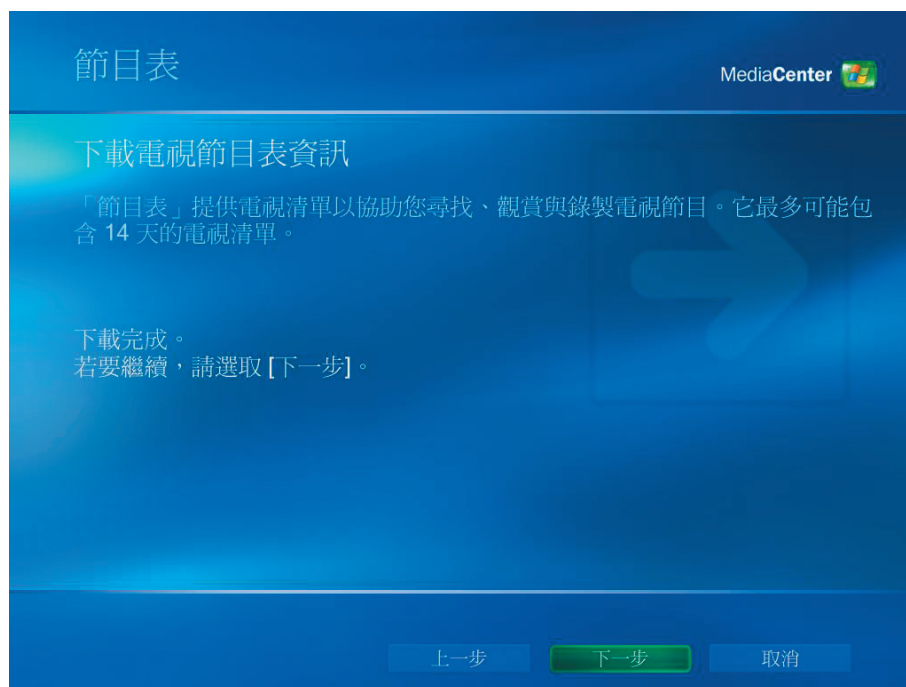 節目表
MediaCenter
下載電視節目表資訊
「節目表」提供電視清單以協助您尋找、觀賞與錄製電視節目。它最多可能包
含 14 天的電視清單。
下載完成。
若要繼續，請選取 [下一步]。
上一步
下一步
取消